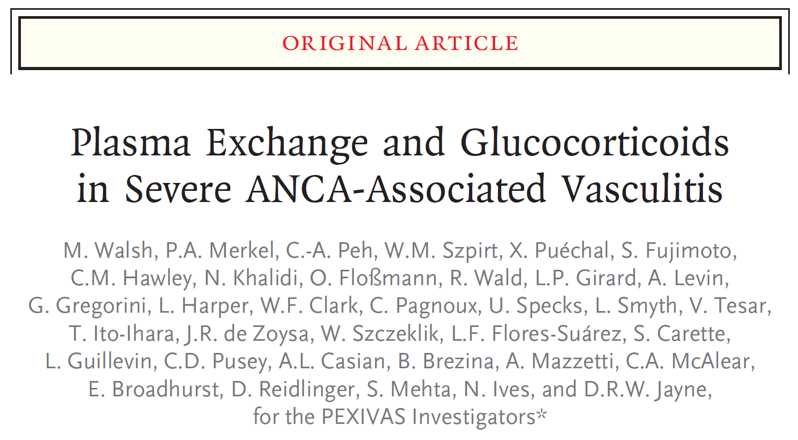 ORIGINAL ARTICLE
Plasma Exchange and Glucocorticoids
in Severe ANCA-Associated Vasculitis
M. Walsh, P.A. Merkel, C.-A. Peh, W.M. Szpirt, X. Puéchal, S. Fujimoto,
C.M. Hawley, N. Khalidi, O. Floßmann, R. Wald, L.P. Girard, A. Levin,
G. Gregorini, L. Harper, W.F. Clark, C. Pagnoux, U. Specks, L. Smyth, V. Tesar,
T. Ito-Ihara, J.R. de Zoysa, W. Szczeklik, L.F. Flores-Suárez, S. Carette,
L. Guillevin, C.D. Pusey, A.L. Casian, B. Brezina, A. Mazzetti, C.A. McAlear,
E. Broadhurst, D. Reidlinger, S. Mehta, N. Ives, and D.R.W. Jayne,
for the PEXIVAS Investigators*